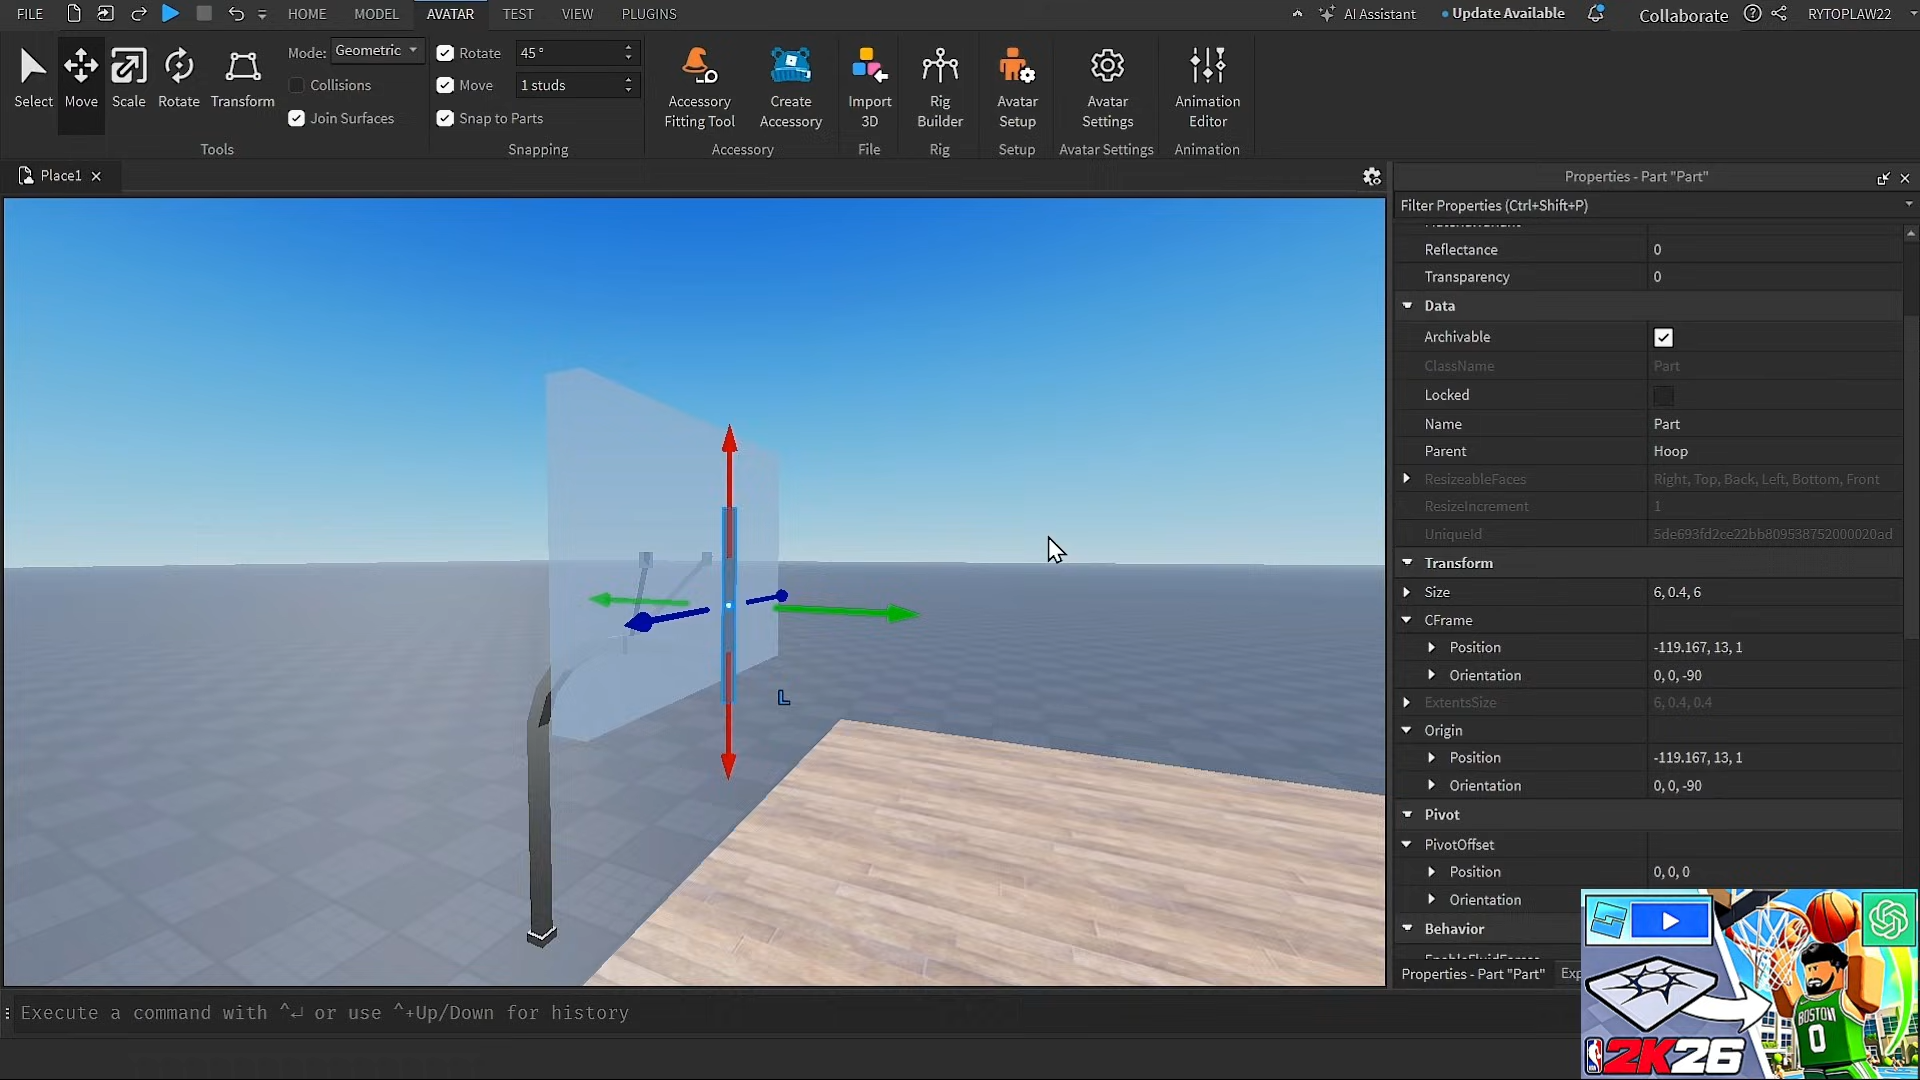 FILE HOME MODEL AVATAR TEST VIEW PLUGINS AI Assistant Update Available Collaborate RYTOPLAW22
Select Move Scale Rotate Transform
Mode: Geometric
Collisions
Join Surfaces
Tools
Rotate 45°
Move 1 studs
Snap to Parts
Snapping
Accessory
Fitting Tool
Create
Accessory
Accessory
Import
3D
File
Rig
Builder
Rig
Avatar
Setup
Setup
Avatar
Settings
Avatar Settings
Animation
Editor
Animation
Place1
L
Properties - Part "Part"
Filter Properties (Ctrl+Shift+P)
Reflectance 0
Transparency 0
Data
Archivable
ClassName Part
Locked
Name Part
Parent Hoop
ResizeableFaces Right, Top, Back, Left, Bottom, Front
ResizeIncrement 1
UniqueId 5de693fd2ce22bb809538752000020ad
Transform
Size 6, 0.4, 6
CFrame
Position -119.167, 13, 1
Orientation 0, 0, -90
ExtentsSize 6, 0.4, 0.4
Origin
Position -119.167, 13, 1
Orientation 0, 0, -90
Pivot
PivotOffset
Position 0, 0, 0
Orientation
Behavior
Properties - Part "Part" Exp
Execute a command with ^↵ or use ^+Up/Down for history
BOSTON
0
NBA 2K26